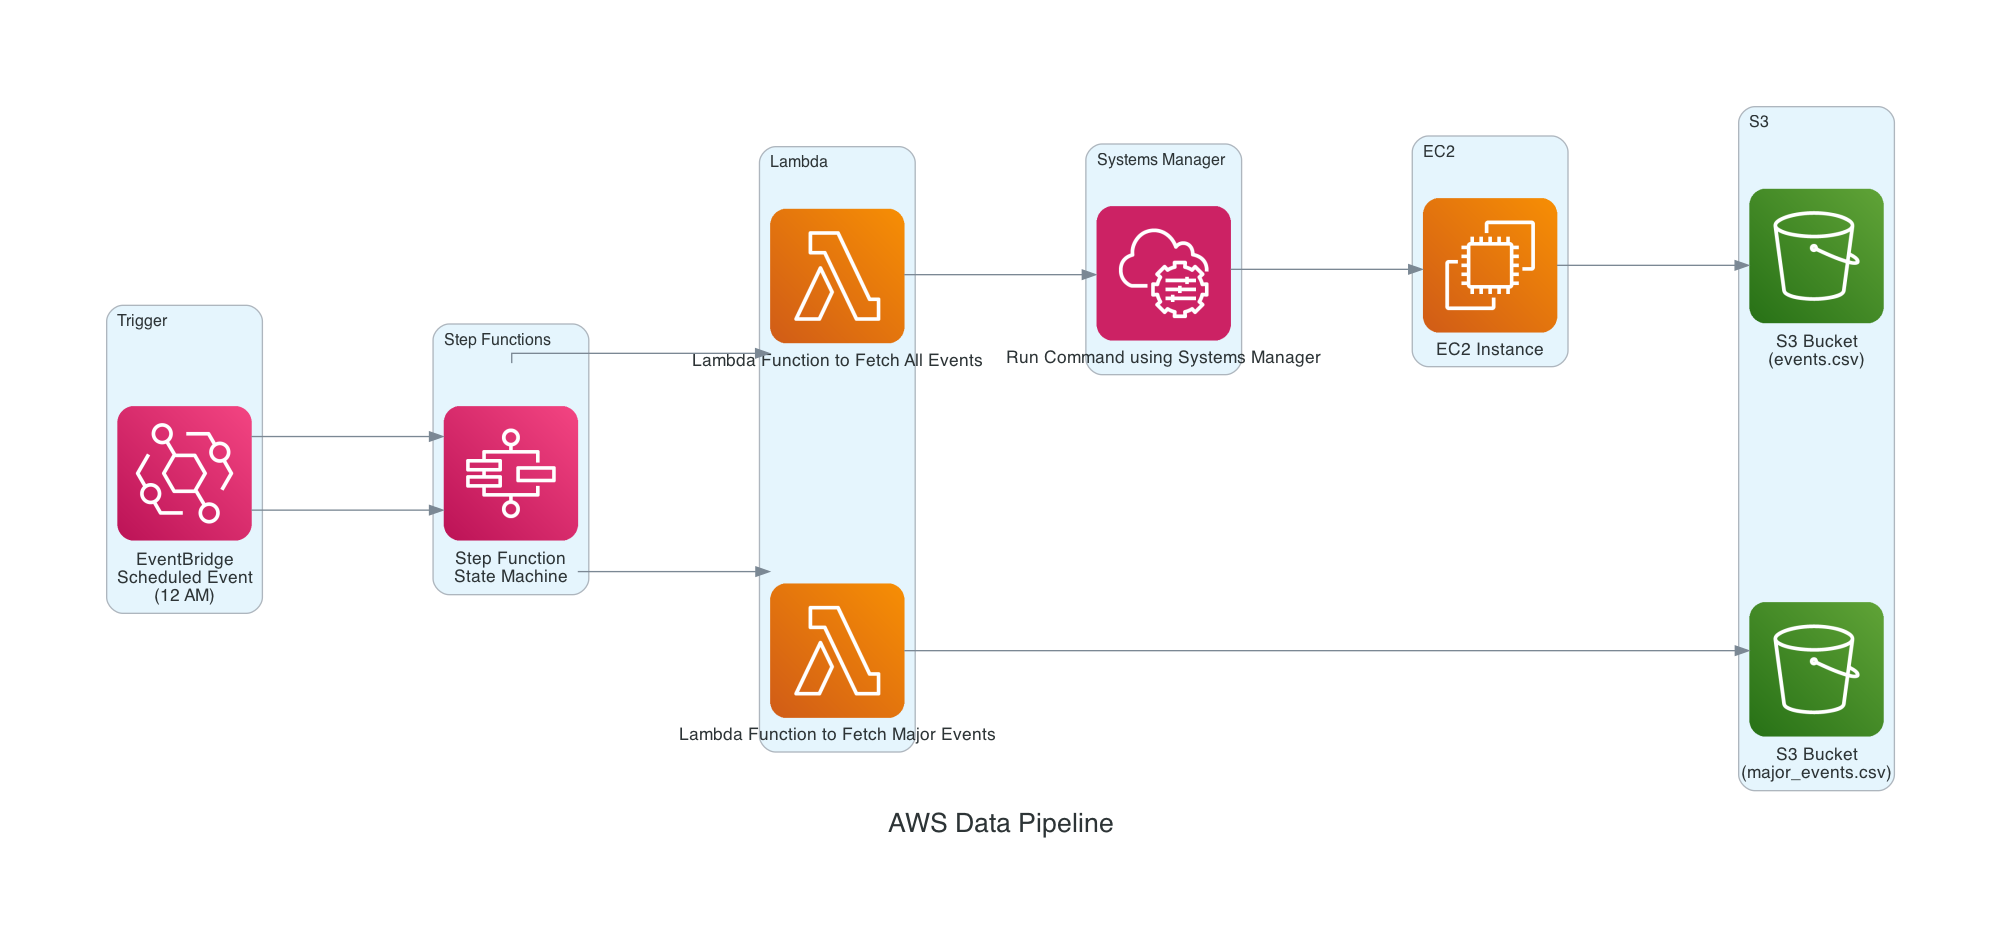 Trigger
EventBridge
Scheduled Event
(12 AM)
Step Functions
Step Function
State Machine
Lambda
Lambda Function to Fetch All Events
Lambda Function to Fetch Major Events
Systems Manager
Run Command using Systems Manager
EC2
EC2 Instance
S3
S3 Bucket
(events.csv)
S3 Bucket
(major_events.csv)
AWS Data Pipeline